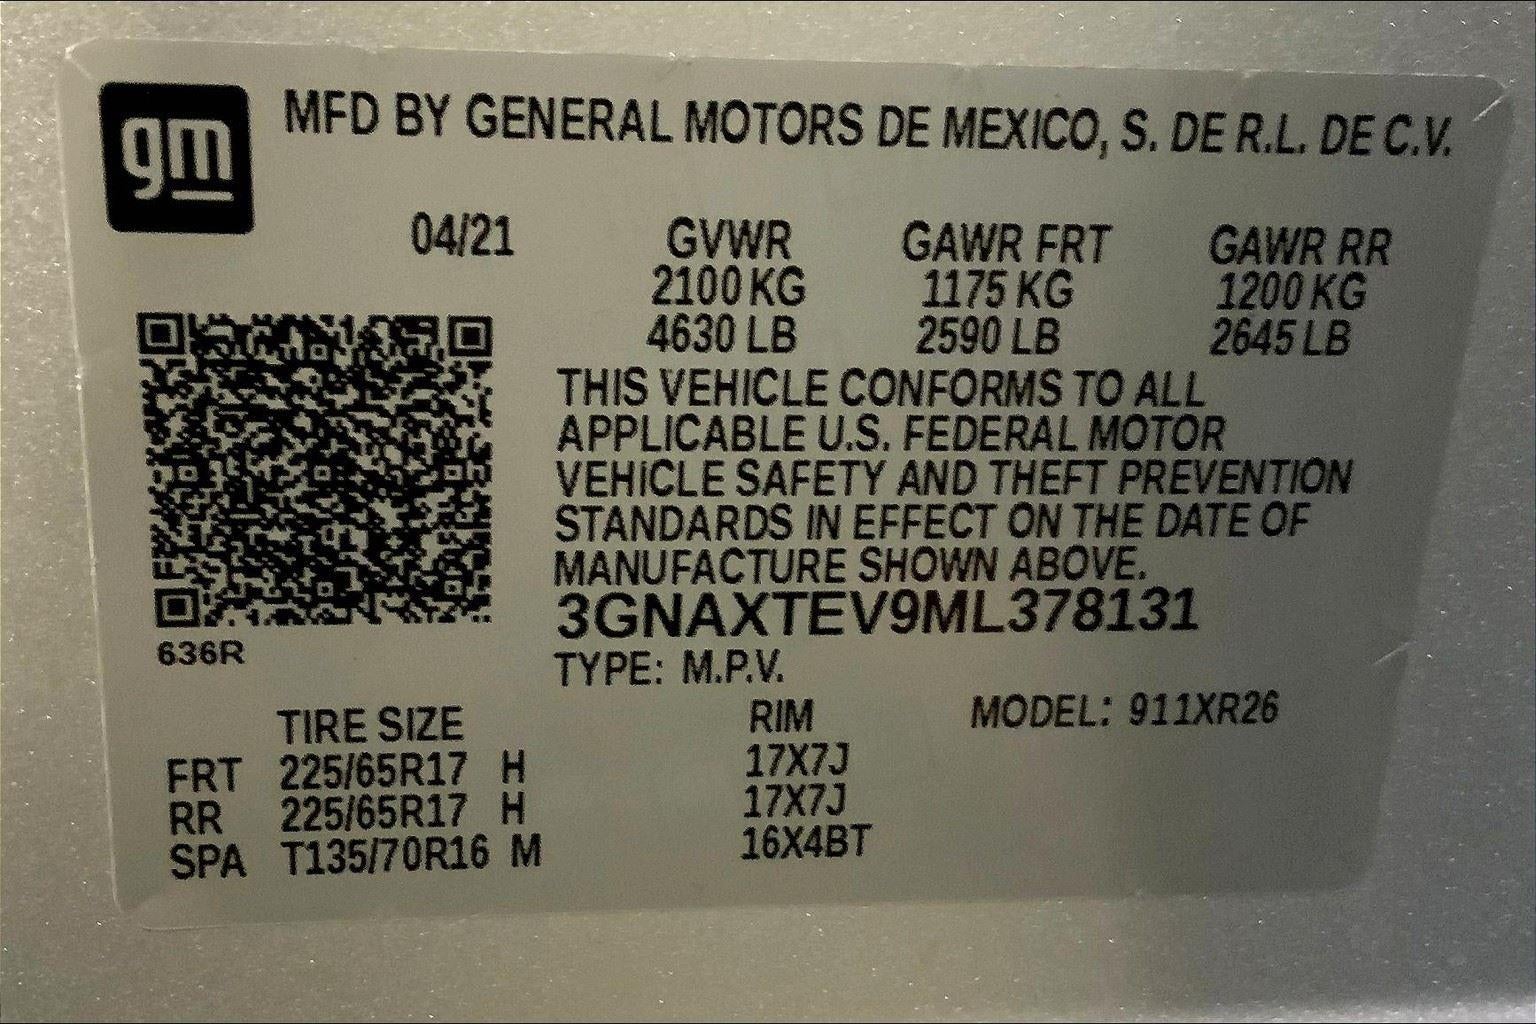 gm
MFD BY GENERAL MOTORS DE MEXICO, S. DE R.L. DE C.V.
04/21 GVWR GAWR FRT GAWR RR
2100 KG 1175 KG 1200 KG
4630 LB 2590 LB 2645 LB
THIS VEHICLE CONFORMS TO ALL
APPLICABLE U.S. FEDERAL MOTOR
VEHICLE SAFETY AND THEFT PREVENTION
STANDARDS IN EFFECT ON THE DATE OF
MANUFACTURE SHOWN ABOVE.
3GNAXTEV9ML378131
636R
TYPE: M.P.V.
TIRE SIZE RIM MODEL: 911XR26
FRT 225/65R17 H 17X7J
RR 225/65R17 H 17X7J
SPA T135/70R16 M 16X4BT